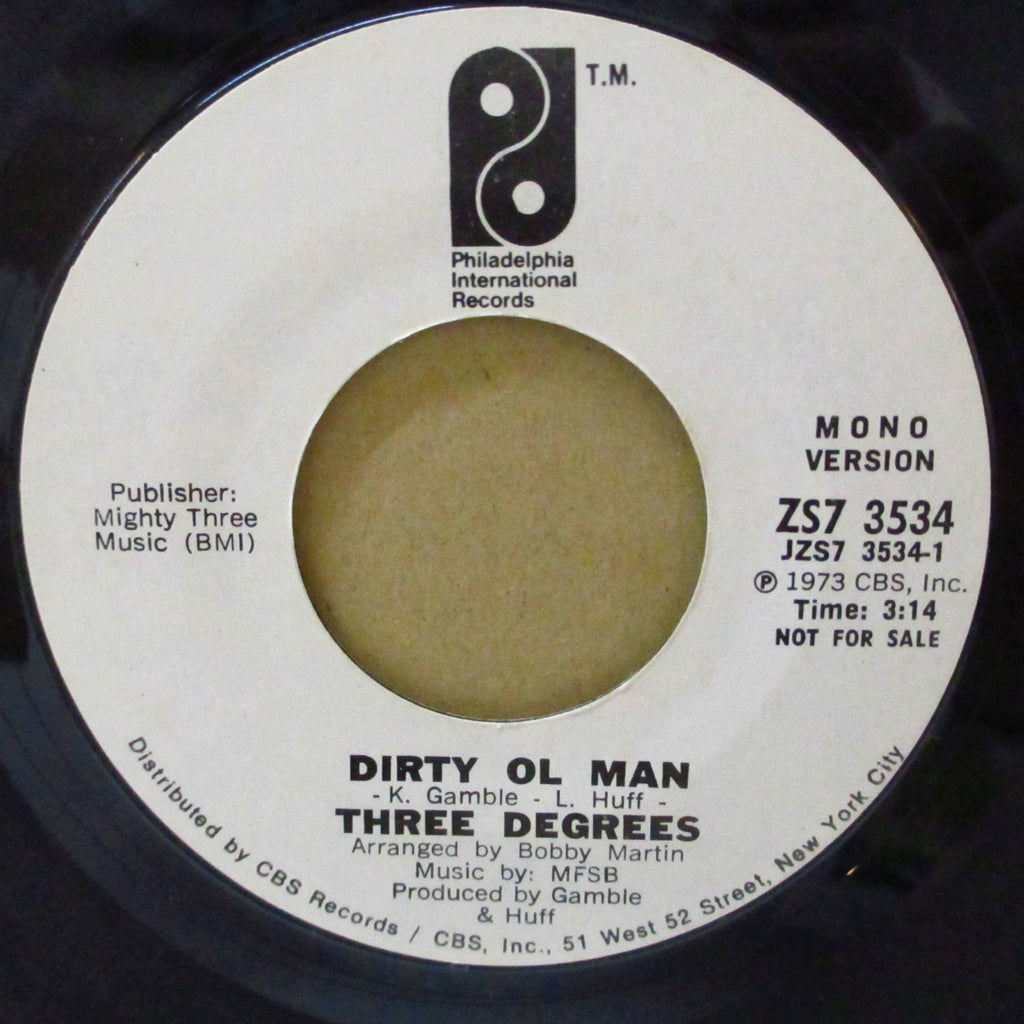 T.M.
Philadelphia
International
Records
MONO
VERSION
Publisher:
Mighty Three
Music (BMI)
ZS7 3534
JZS7 3534-1
℗ 1973 CBS, Inc.
Time: 3:14
NOT FOR SALE
DIRTY OL MAN
- K. Gamble - L. Huff -
THREE DEGREES
Arranged by Bobby Martin
Music by: MFSB
Produced by Gamble
& Huff
Distributed by CBS Records / CBS, Inc., 51 West 52 Street, New York City